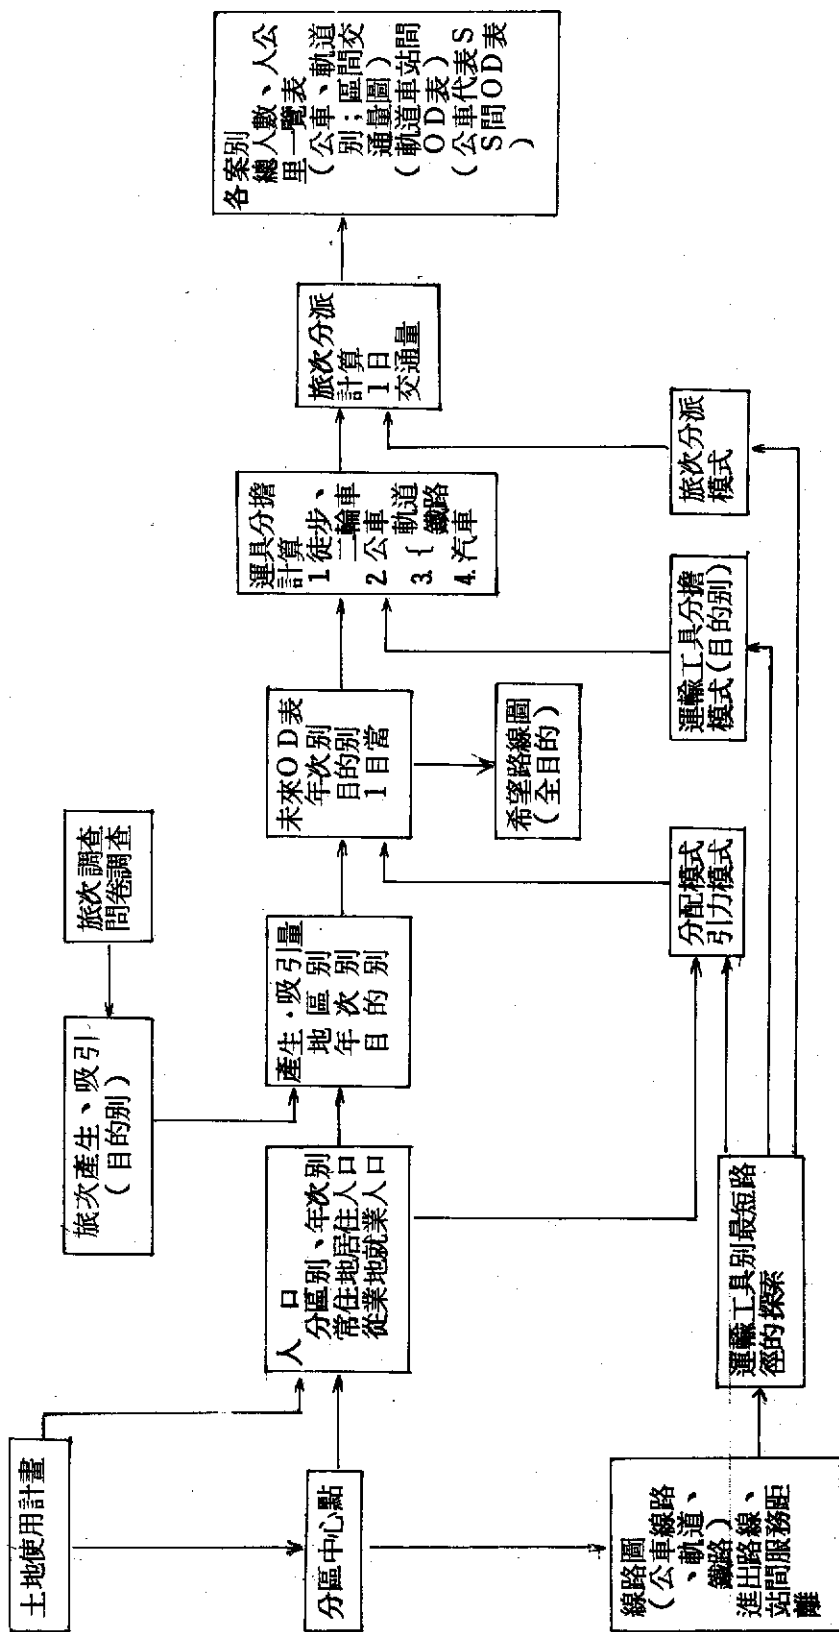 土地使用計畫
分區中心點
線路圖
(公車線路
、軌道、
鐵路)
進出路線、
站間服務距
離
旅次調查
問卷調查
旅次產生、吸引
(目的別)
人口
分區別、年次別
常住地居住人口
從業地就業人口
運輸工具別最短路
徑的探索
產生·吸引量
地區別
年次別
目的別
未來OD表
年次別
目的別
1日當
希望路線圖
(全目的)
分配模式
引力模式
運具分擔
計算
1.徒步、
二輪車
2.公車
3.{軌道
鐵路
4.汽車
運輸工具分擔
模式(目的別)
旅次分派
計算
1日
交通量
旅次分派
模式
各案別
總人數、人公
里一覽表
(公車、軌道
別;區間交
通量圖)
(軌道車站間
OD表)
(公車代表S
S間OD表
)